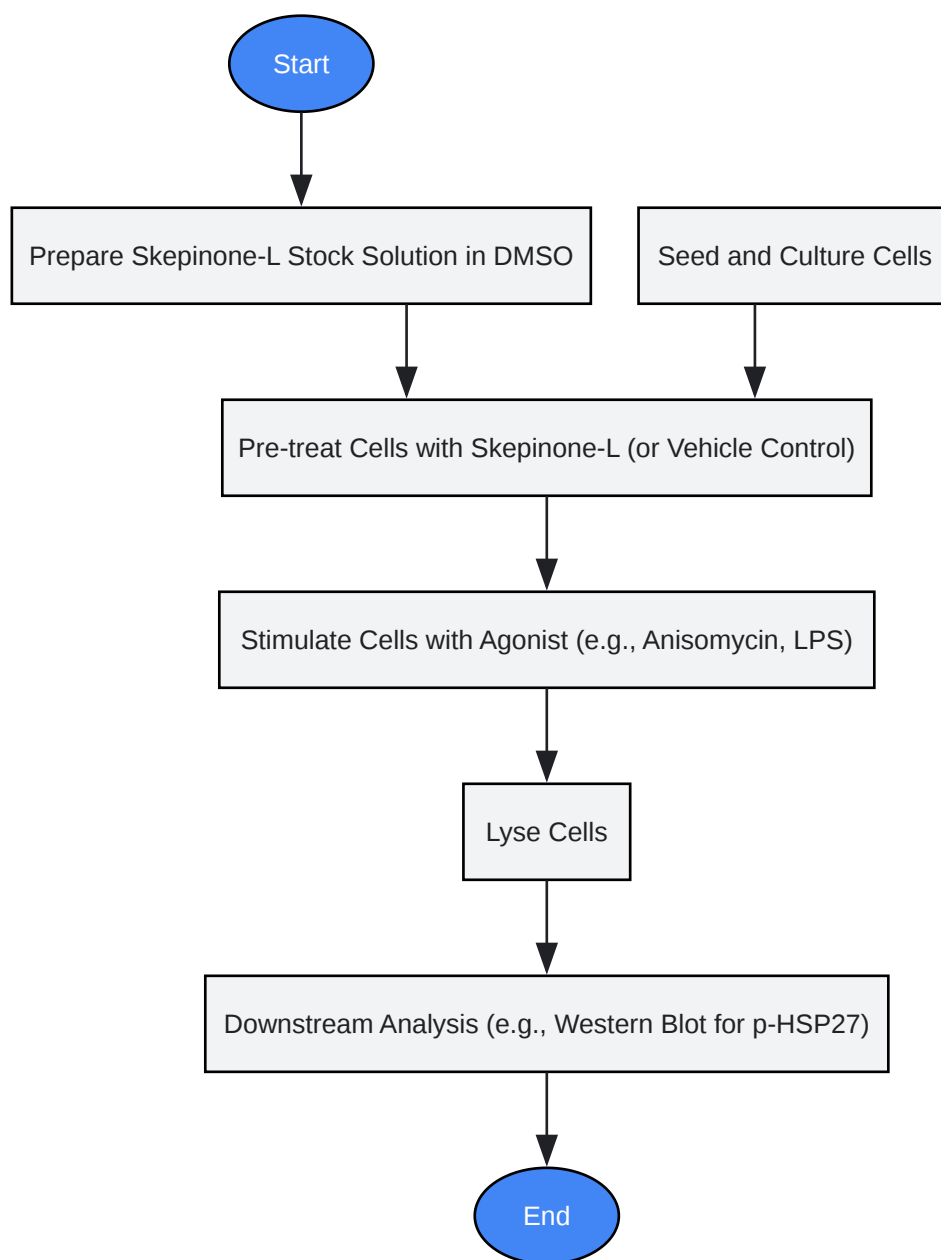 Start
Prepare Skepinone-L Stock Solution in DMSO
Seed and Culture Cells
Pre-treat Cells with Skepinone-L (or Vehicle Control)
Stimulate Cells with Agonist (e.g., Anisomycin, LPS)
Lyse Cells
Downstream Analysis (e.g., Western Blot for p-HSP27)
End